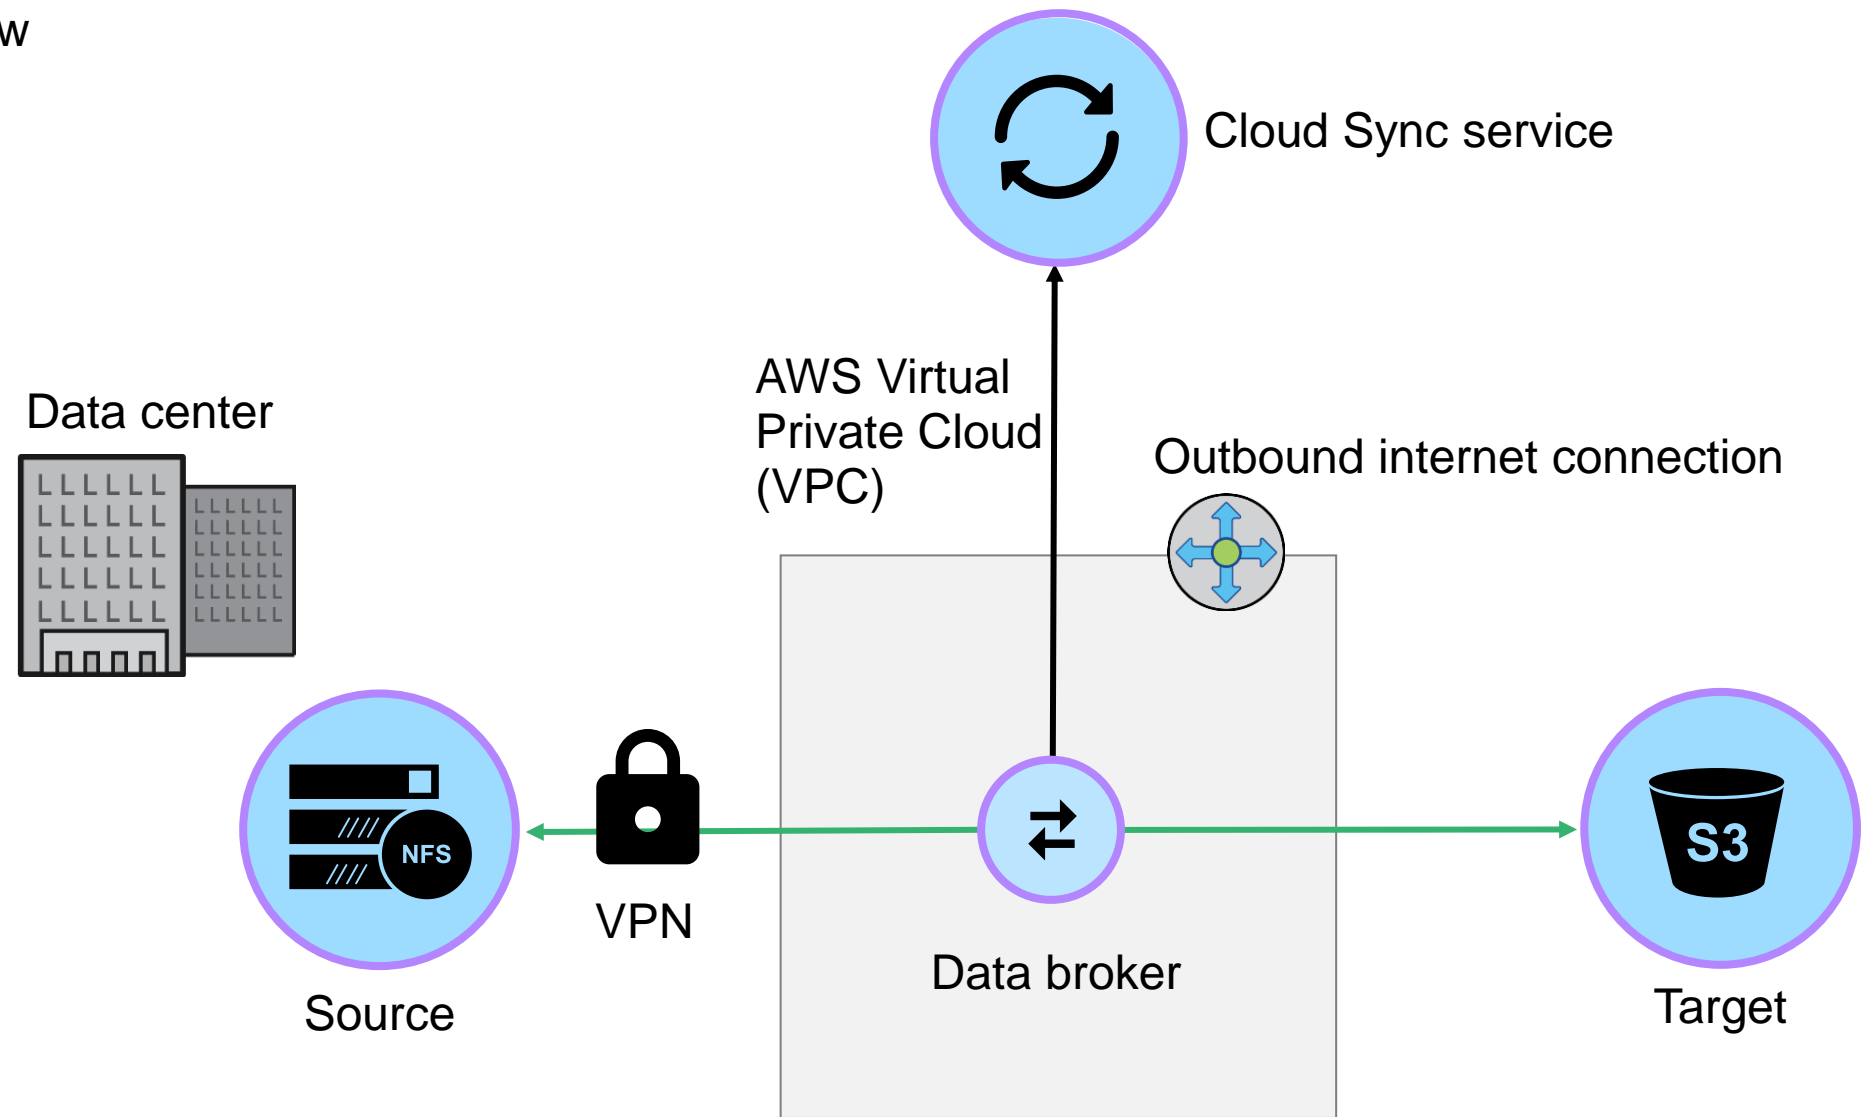 w
Cloud Sync service
AWS Virtual
Private Cloud
(VPC)
Data center
Outbound internet connection
NFS
S3
VPN
Data broker
Source
Target